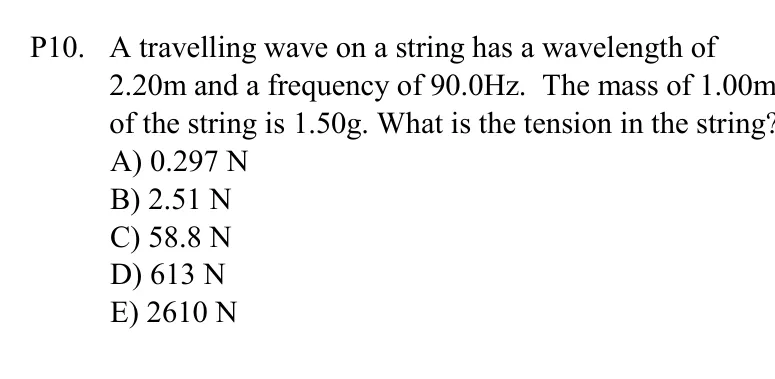 P10. A travelling wave on a string has a wavelength of
2.20m and a frequency of 90.0Hz. The mass of 1.00m
of the string is 1.50g. What is the tension in the string?
A) 0.297 N
B) 2.51 N
C) 58.8 N
D) 613 N
E) 2610 N